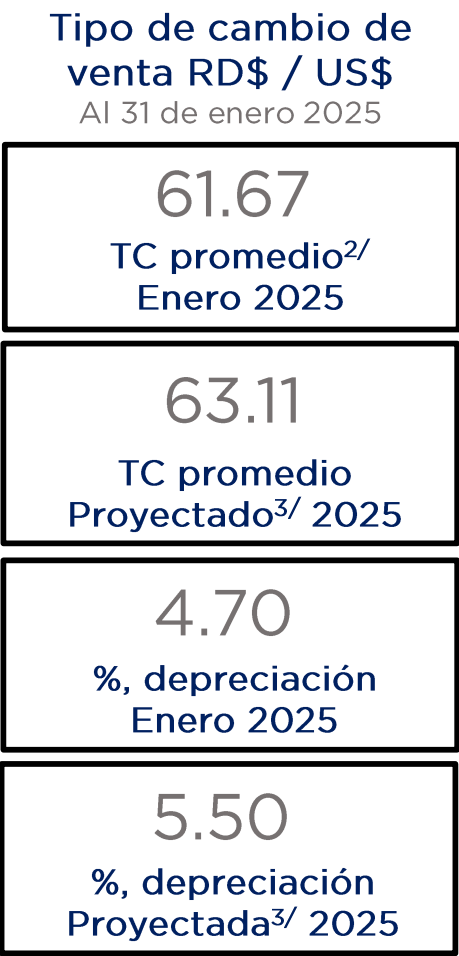 Tipo de cambio de
venta RD$ / US$
Al 31 de enero 2025
61.67
TC promedio2/
Enero 2025
63.11
TC promedio
Proyectado3/ 2025
4.70
%, depreciación
Enero 2025
5.50
%, depreciación
Proyectada3/ 2025